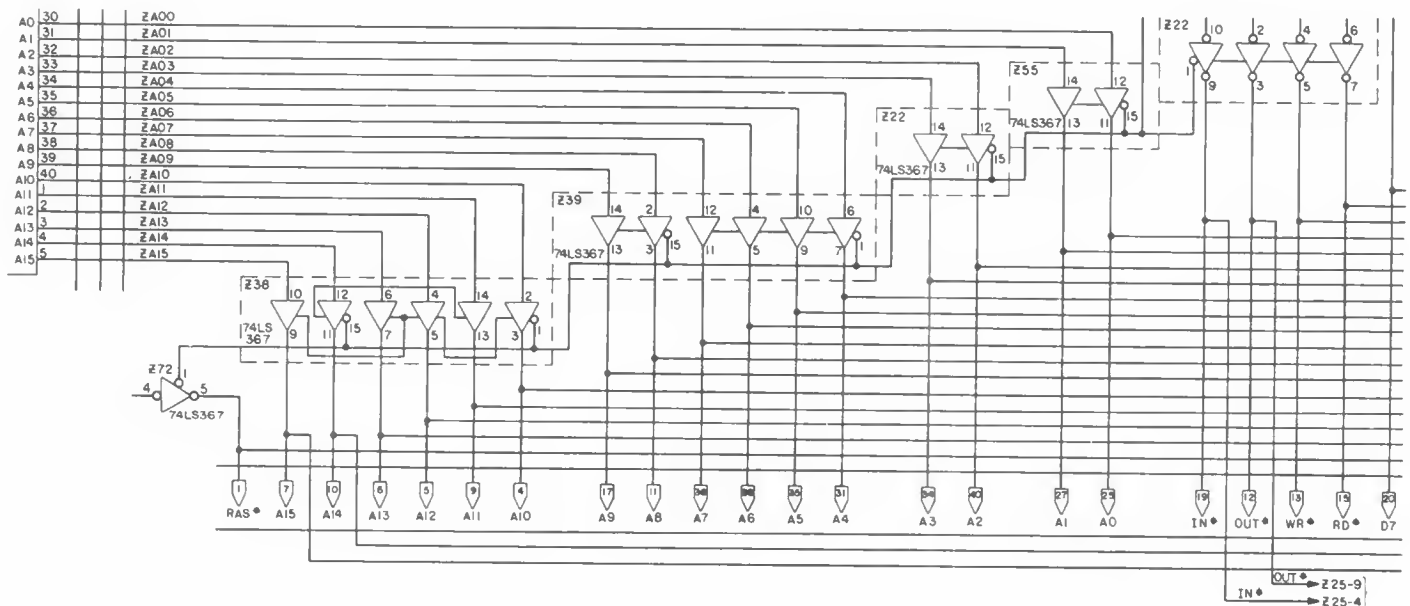 A0 30 ZA00
A1 31 ZA01
A2 32 ZA02
A3 33 ZA03
A4 34 ZA04
A5 35 ZA05
A6 36 ZA06
A7 37 ZA07
A8 38 ZA08
A9 39 ZA09
A10 40 ZA10
A11 1 ZA11
A12 2 ZA12
A13 3 ZA13
A14 4 ZA14
A15 5 ZA15
Z22
10 2 4 6
1
9 3 5 7
Z55
14 12
15
74LS367 13 11
Z22
14 12
15
74LS367 13 11
Z39
14 2 12 4 10 6
15 1
74LS367 13 3 11 5 9 7
Z38
10 12 6 4 14 2
15 1
74LS
367
9 11 7 5 13 3
Z72
1
4 5
74LS367
1 7 10 6 5 9 4 17 11 38 35 31 34 40 27 25 19 12 13 15 20
RAS* A15 A14 A13 A12 A11 A10 A9 A8 A7 A6 A5 A4 A3 A2 A1 A0 IN* OUT* WR* RD* D7
OUT* Z25-9
IN* Z25-4